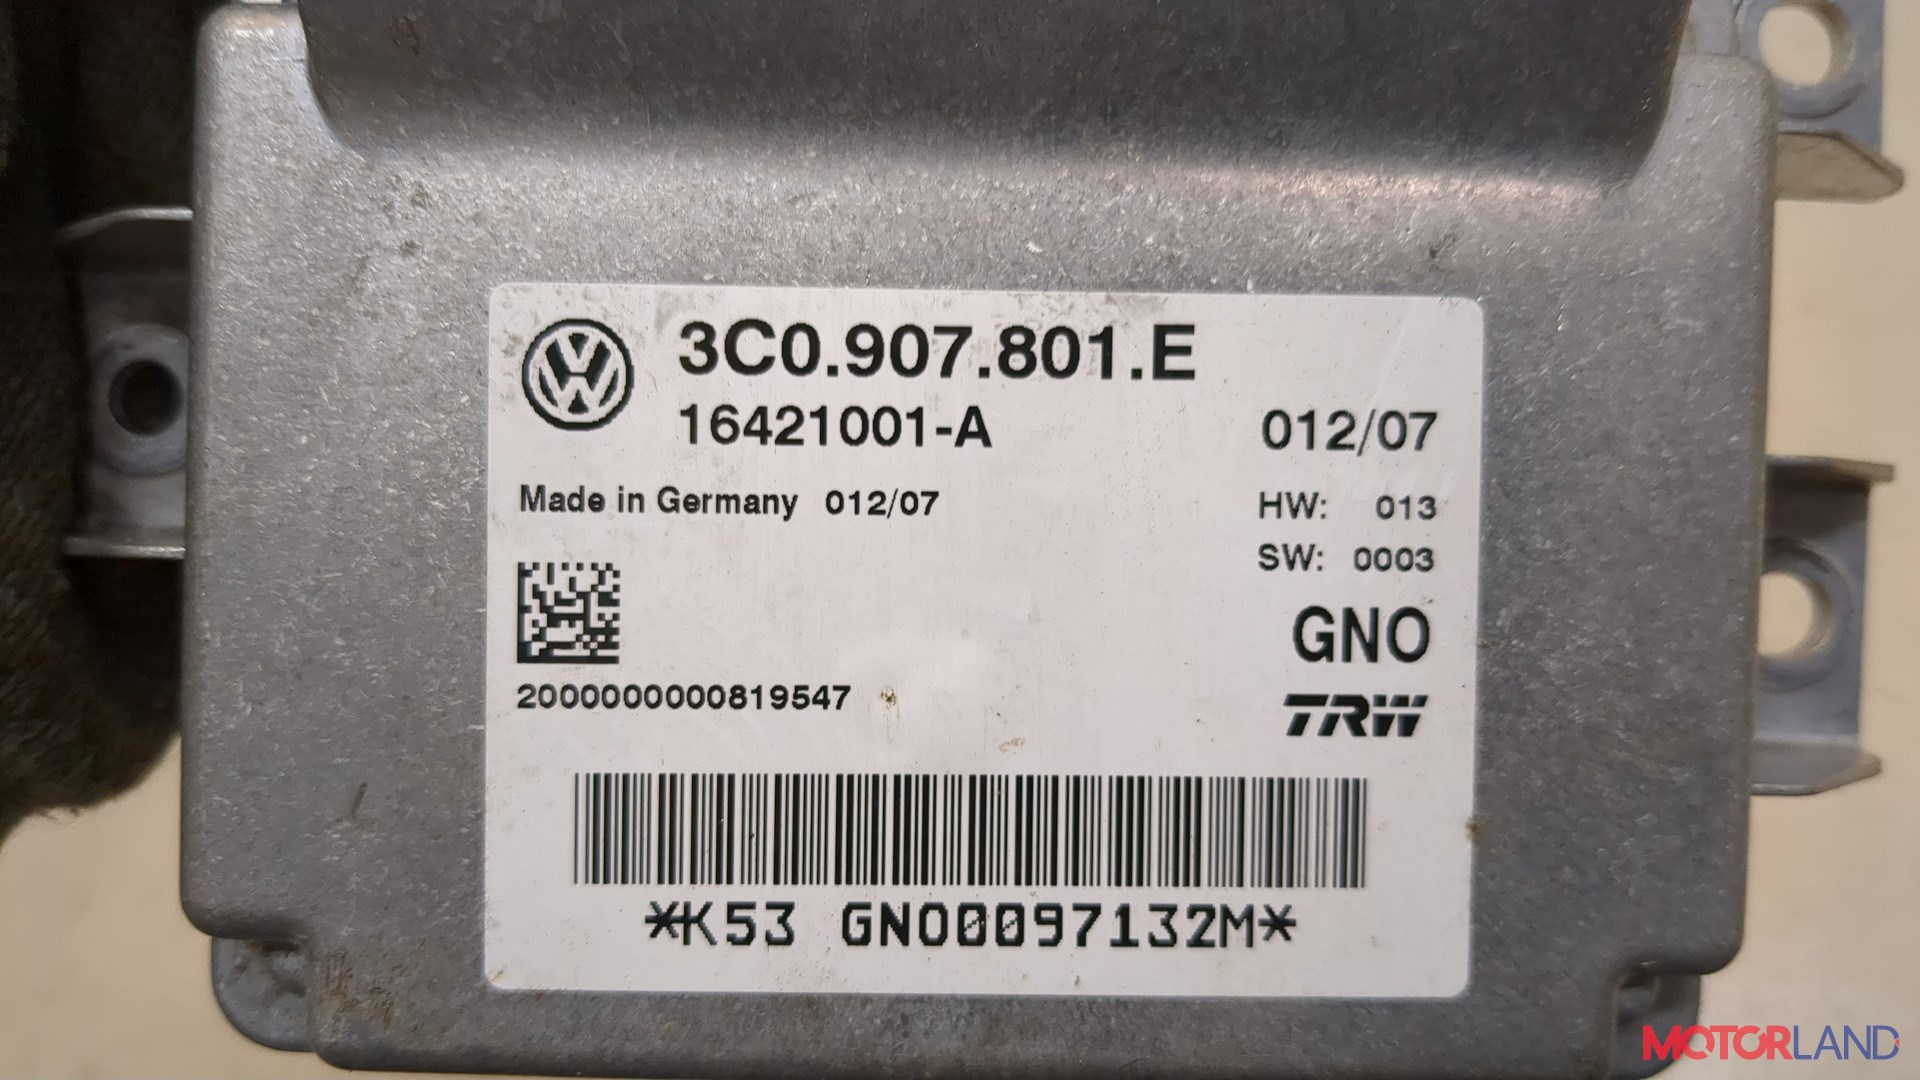 3C0.907.801.E
16421001-A 012/07
Made in Germany 012/07
HW: 013
SW: 0003
GNO
TRW
2000000000819547
*K53 GNO0097132M*
MOTORLAND